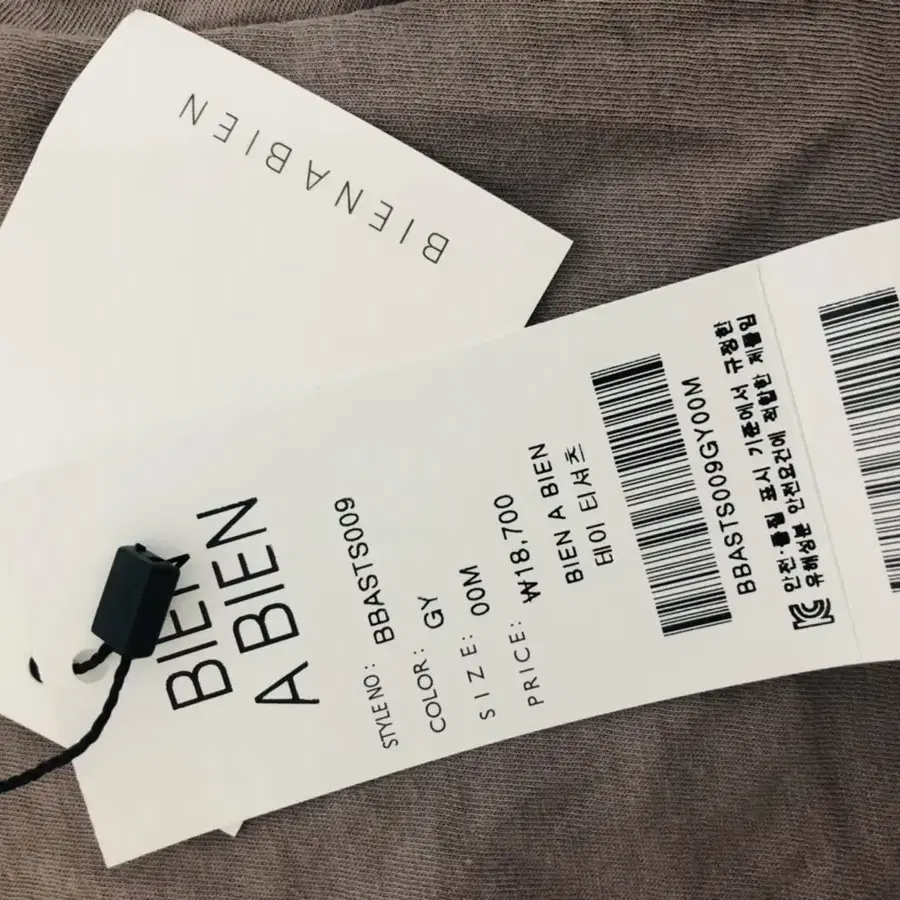 BIENABIEN
BIEN
A BIEN
STYLE NO: BBASTS009
COLOR: GY
SIZE: 00M
PRICE: ₩18,700
BIEN A BIEN
테이 티셔츠
BBASTS009GY00M
안전·품질 표시 기준에서 규정한
유해성분 안전요건에 적합한 제품임